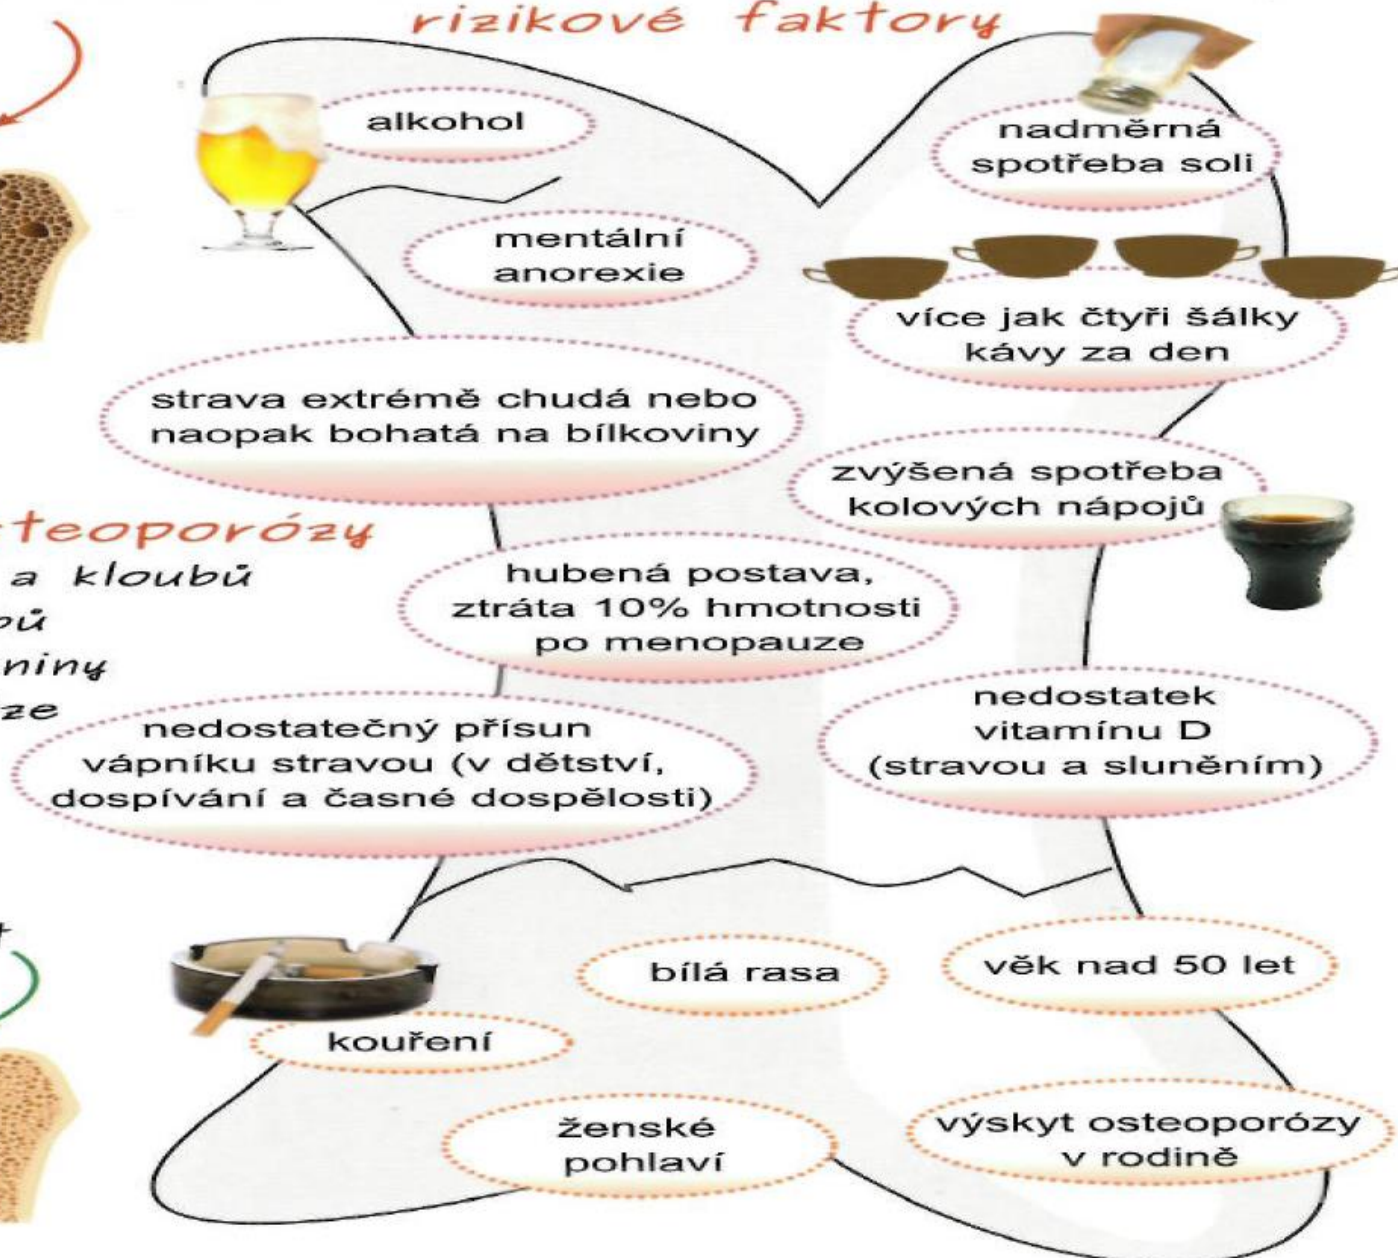 rizikové faktory
alkohol
nadměrná
spotřeba soli
mentální
anorexie
více jak čtyři šálky
kávy za den
strava extrémě chudá nebo
naopak bohatá na bílkoviny
zvýšená spotřeba
kolových nápojů
teoporózy
a kloubů
hubená postava,
ztráta 10% hmotnosti
po menopauze
niny
ze
nedostatečný přísun
vápníku stravou (v dětství,
dospívání a časné dospělosti)
nedostatek
vitamínu D
(stravou a sluněním)
bílá rasa
věk nad 50 let
kouření
ženské
pohlaví
výskyt osteoporózy
v rodině